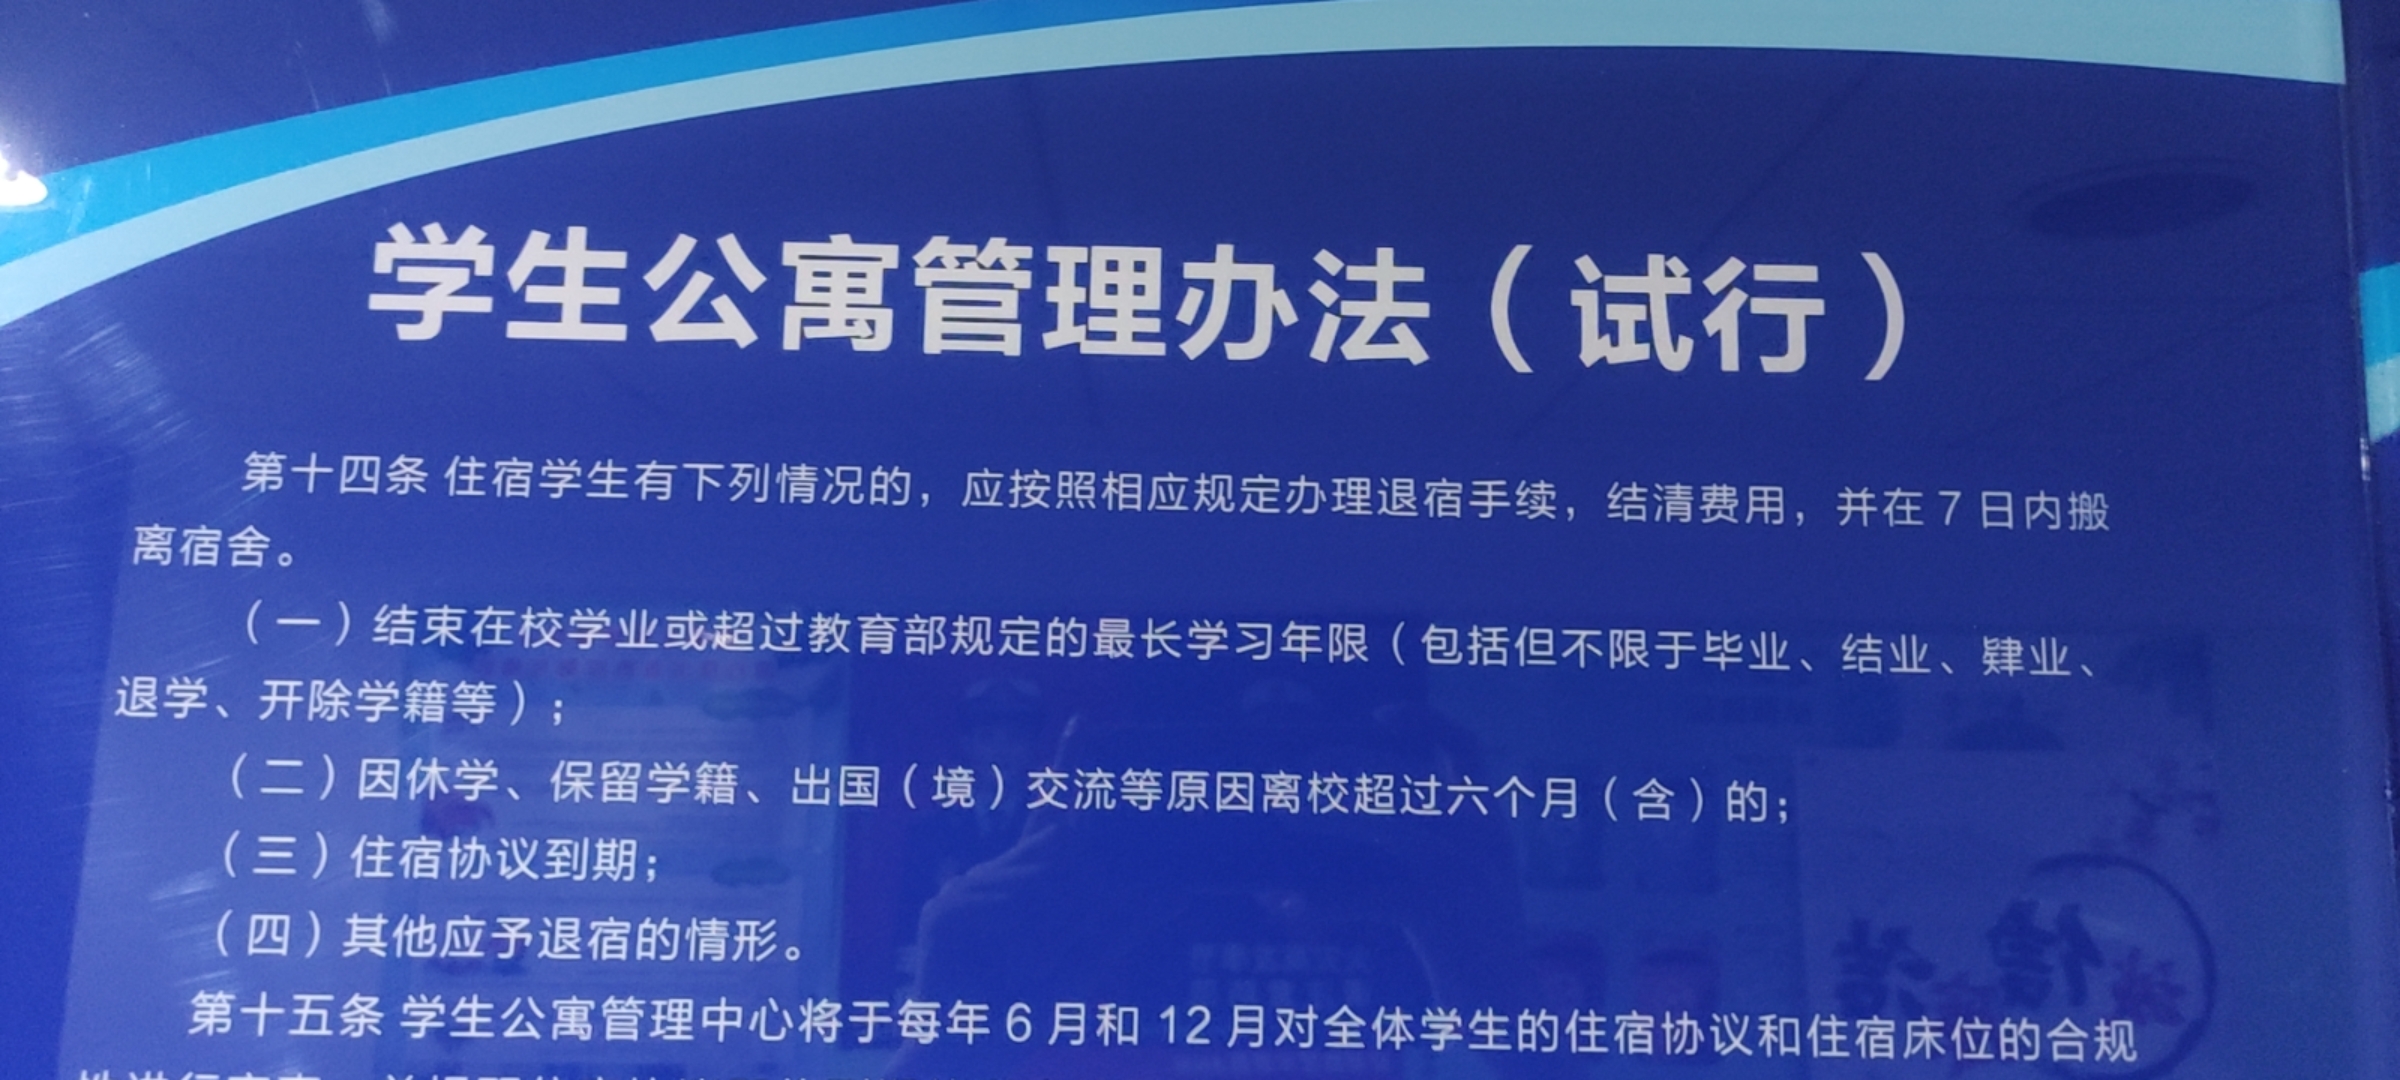 学生公寓管理办法（试行）
第十四条 住宿学生有下列情况的，应按照相应规定办理退宿手续，结清费用，并在 7 日内搬
离宿舍。
（一）结束在校学业或超过教育部规定的最长学习年限（包括但不限于毕业、结业、肄业、
退学、开除学籍等）；
（二）因休学、保留学籍、出国（境）交流等原因离校超过六个月（含）的；
（三）住宿协议到期；
（四）其他应予退宿的情形。
第十五条 学生公寓管理中心将于每年 6 月和 12 月对全体学生的住宿协议和住宿床位的合规